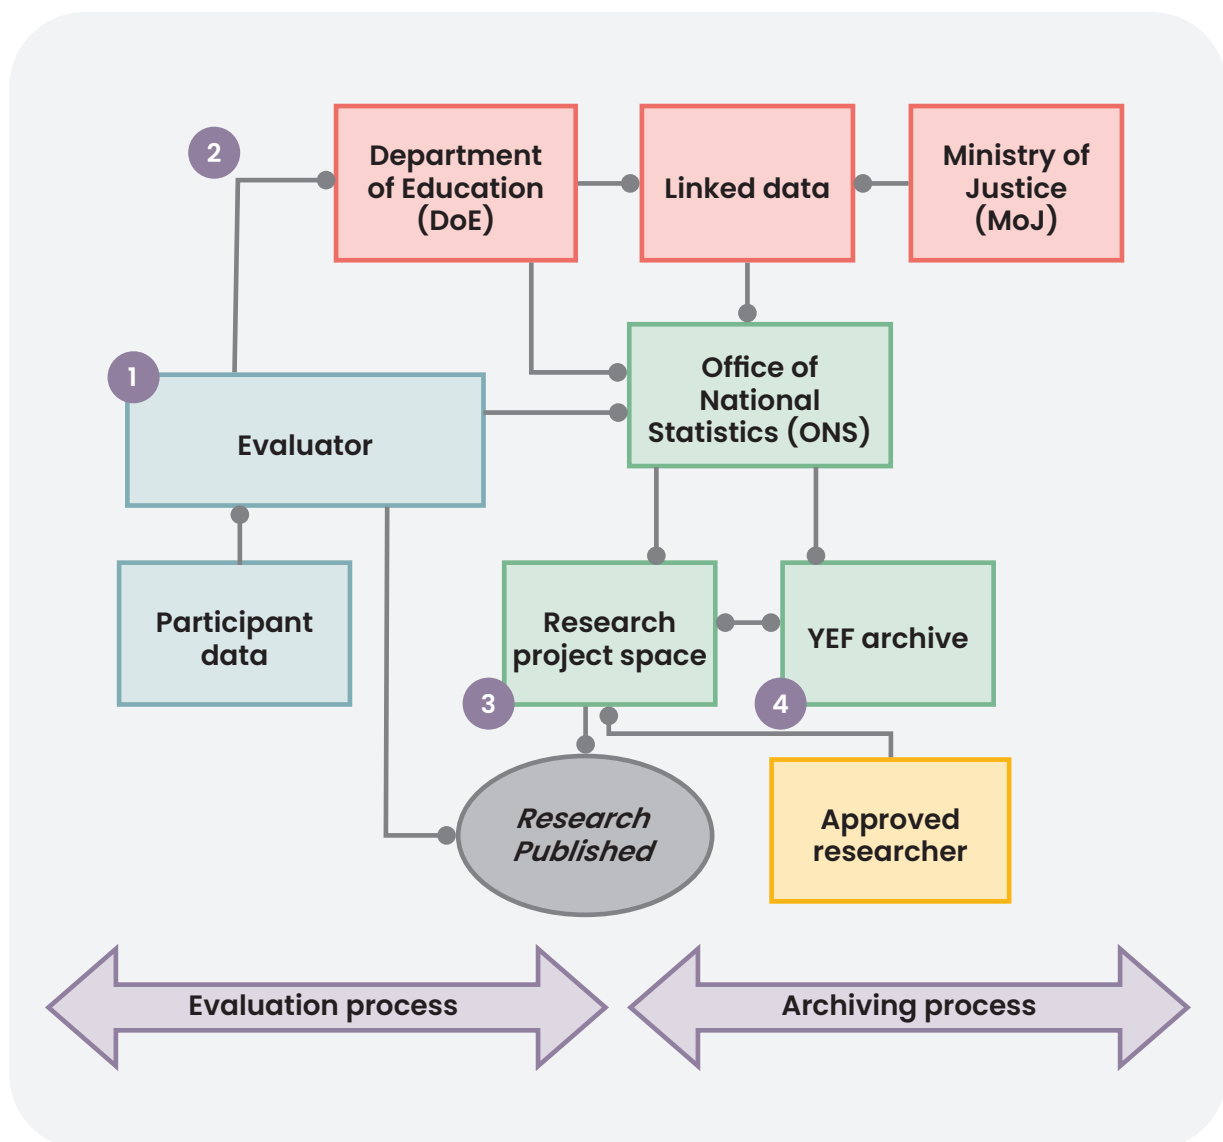 2
Department
of Education
(DoE)
Linked data
Ministry of
Justice
(MoJ)
1
Evaluator
Office of
National
Statistics (ONS)
Participant
data
Research
project space
3
YEF archive
4
Research
Published
Approved
researcher
Evaluation process
Archiving process